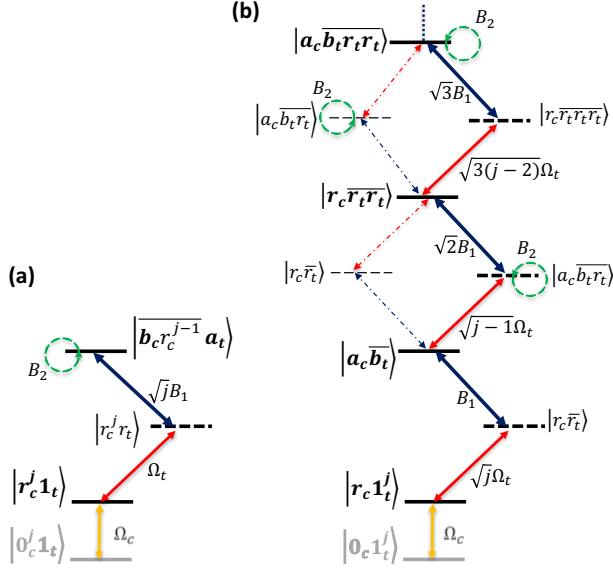 (b)
|a_c \overline{b_t r_t r_t}⟩
B_2
√3B_1
B_2
|a_c \overline{b_t r_t}⟩
|r_c \overline{r_t r_t r_t}⟩
√3(j − 2)Ω_t
|r_c \overline{r_t r_t}⟩
√2B_1
B_2
|r_c \overline{r_t}⟩
|a_c \overline{b_t r_t}⟩
√j − 1Ω_t
|a_c \overline{b_t}⟩
B_1
|r_c \overline{r_t}⟩
√jΩ_t
|r_c 1_t^j⟩
Ω_c
|0_c 1_t^j⟩
(a)
|\overline{b_c r_c^{j−1}} a_t⟩
B_2
√jB_1
|r_c^j r_t⟩
Ω_t
|r_c^j 1_t⟩
Ω_c
|0_c^j 1_t⟩